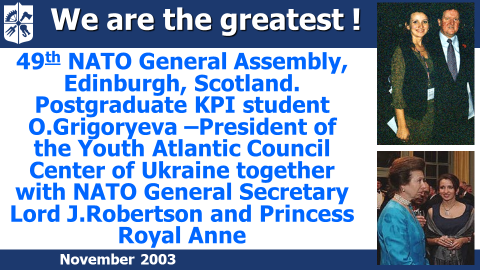 We are the greatest !
49th NATO General Assembly,
Edinburgh, Scotland.
Postgraduate KPI student
O.Grigoryeva –President of
the Youth Atlantic Council
Center of Ukraine together
with NATO General Secretary
Lord J.Robertson and Princess
Royal Anne
November 2003